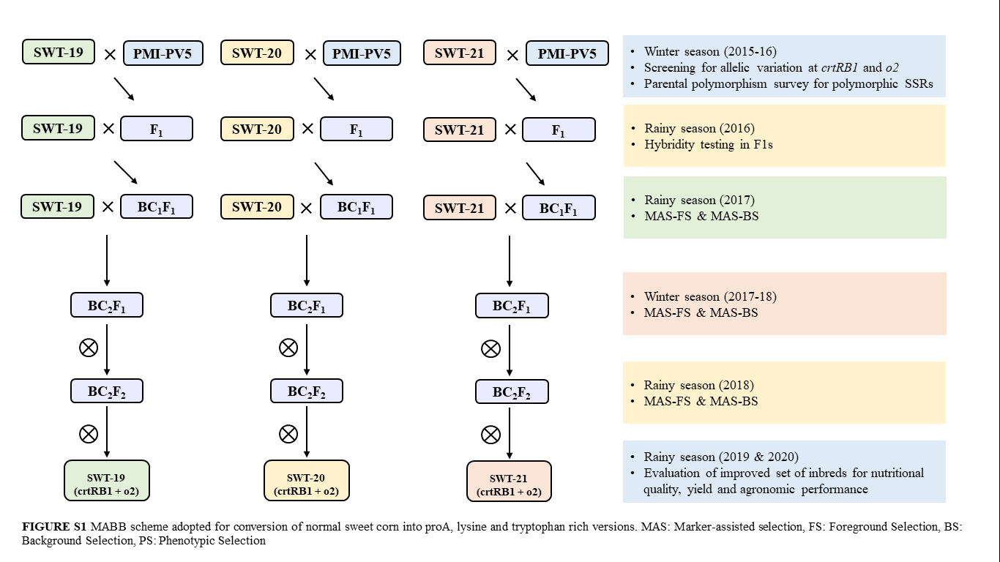 SWT-19 × PMI-PV5 SWT-20 × PMI-PV5 SWT-21 × PMI-PV5
• Winter season (2015-16)
• Screening for allelic variation at crtRB1 and o2
• Parental polymorphism survey for polymorphic SSRs
SWT-19 × F1 SWT-20 × F1 SWT-21 × F1
• Rainy season (2016)
• Hybridity testing in F1s
SWT-19 × BC1F1 SWT-20 × BC1F1 SWT-21 × BC1F1
• Rainy season (2017)
• MAS-FS & MAS-BS
BC2F1 BC2F1 BC2F1
• Winter season (2017-18)
• MAS-FS & MAS-BS
BC2F2 BC2F2 BC2F2
• Rainy season (2018)
• MAS-FS & MAS-BS
SWT-19 SWT-20 SWT-21
(crtRB1 + o2) (crtRB1 + o2) (crtRB1 + o2)
• Rainy season (2019 & 2020)
• Evaluation of improved set of inbreds for nutritional
quality, yield and agronomic performance
FIGURE S1 MABB scheme adopted for conversion of normal sweet corn into proA, lysine and tryptophan rich versions. MAS: Marker-assisted selection, FS: Foreground Selection, BS:
Background Selection, PS: Phenotypic Selection